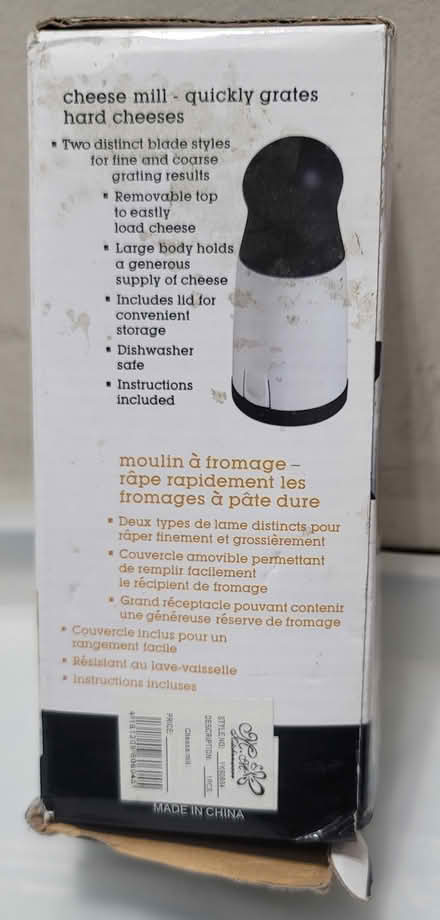 cheese mill - quickly grates
hard cheeses
▪ Two distinct blade styles
for fine and coarse
grating results
▪ Removable top
to easily
load cheese
▪ Large body holds
a generous
supply of cheese
▪ Includes lid for
convenient
storage
▪ Dishwasher
safe
▪ Instructions
included
moulin à fromage –
râpe rapidement les
fromages à pâte dure
▪ Deux types de lame distincts pour
râper finement et grossièrement
▪ Couvercle amovible permettant
de remplir facilement
le récipient de fromage
▪ Grand réceptacle pouvant contenir
une généreuse réserve de fromage
▪ Couvercle inclus pour un
rangement facile
▪ Résistant au lave-vaisselle
▪ Instructions incluses
STYLE NO.
DESCRIPTION: 1PCS
Cheese mill
PRICE:
MADE IN CHINA